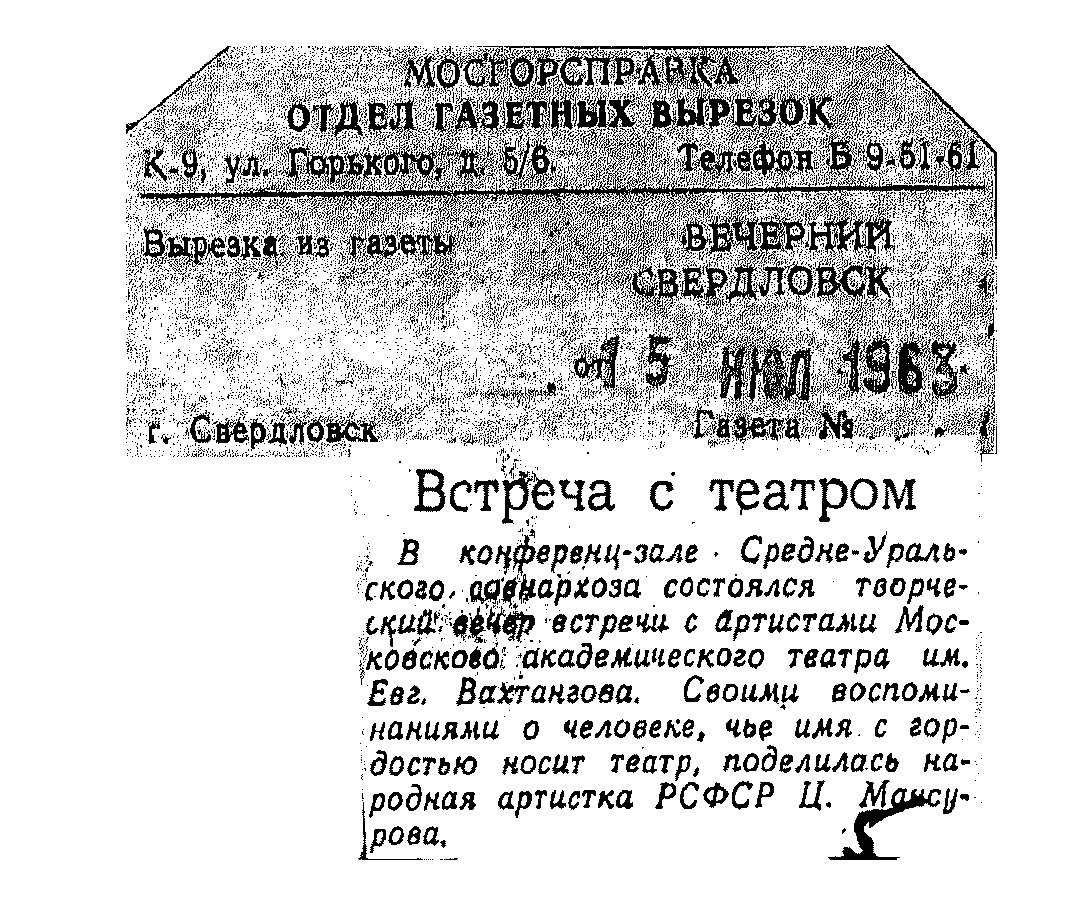 МОСГОРСПРАВКА
ОТДЕЛ ГАЗЕТНЫХ ВЫРЕЗОК
К-9, ул. Горького, д. 5/6. Телефон Б 9-51-61
Вырезка из газеты
ВЕЧЕРНИЙ
СВЕРДЛОВСК
от 15 ИЮЛ 1963
г. Свердловск Газета №
Встреча с театром
В конференц-зале Средне-Ураль-
ского совнархоза состоялся творче-
ский вечер встречи с артистами Мос-
ковского академического театра им.
Евг. Вахтангова. Своими воспоми-
наниями о человеке, чье имя с гор-
достью носит театр, поделилась на-
родная артистка РСФСР Ц. Мансу-
рова.